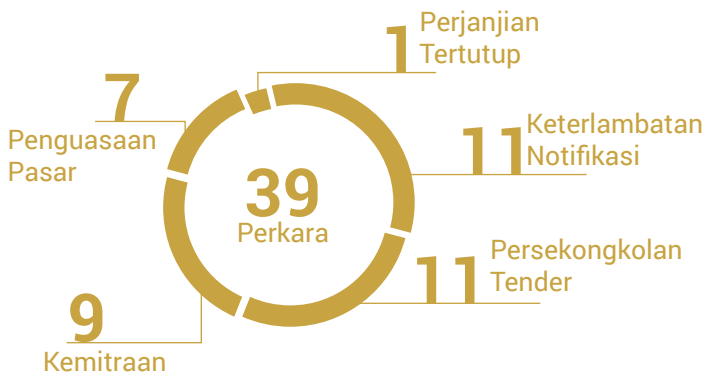 1
Perjanjian
Tertutup
7
Penguasaan
Pasar
11
Keterlambatan
Notifikasi
39
Perkara
11
Persekongkolan
Tender
9
Kemitraan